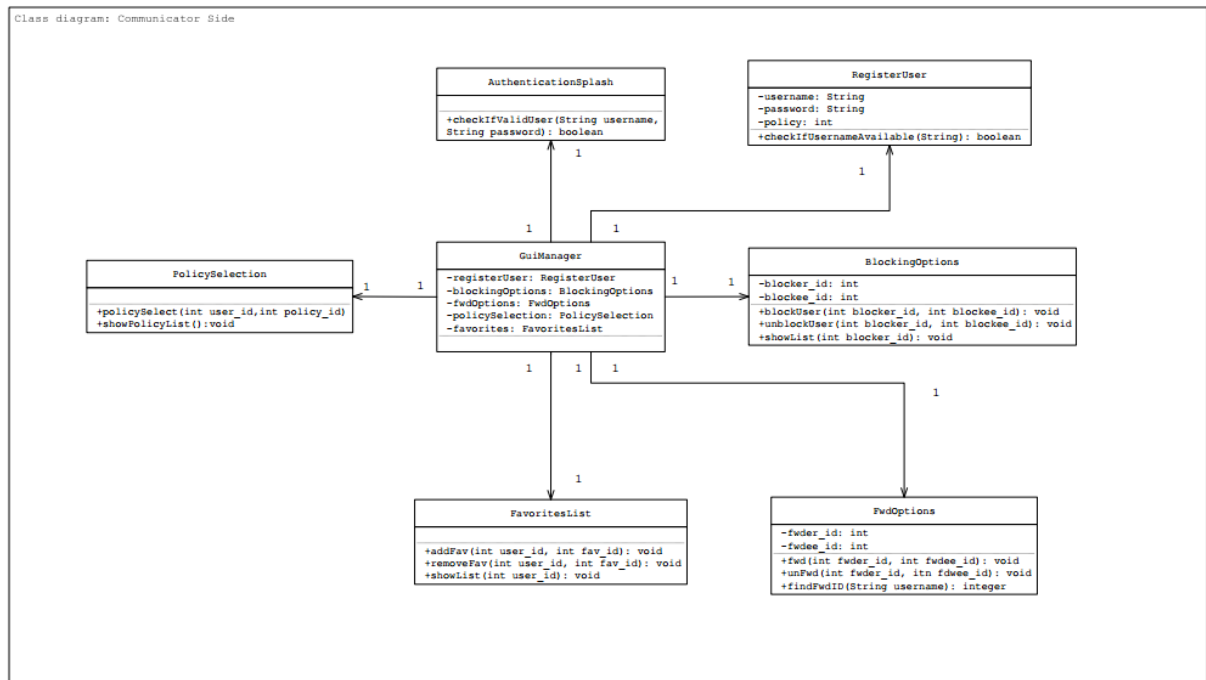 Class diagram: Communicator Side
AuthenticationSplash
+checkIfValidUser(String username,
String password): boolean
1
1
RegisterUser
-username: String
-password: String
-policy: int
+checkIfUsernameAvailable(String): boolean
1
1
PolicySelection
+policySelect(int user_id,int policy_id)
+showPolicyList():void
1
1
GuiManager
-registerUser: RegisterUser
-blockingOptions: BlockingOptions
-fwdOptions: FwdOptions
-policySelection: PolicySelection
-favorites: FavoritesList
1
1
BlockingOptions
-blocker_id: int
-blockee_id: int
+blockUser(int blocker_id, int blockee_id): void
+unblockUser(int blocker_id, int blockee_id): void
+showList(int blocker_id): void
1
1
1
1
1
FavoritesList
+addFav(int user_id, int fav_id): void
+removeFav(int user_id, int fav_id): void
+showList(int user_id): void
FwdOptions
-fwder_id: int
-fwdee_id: int
+fwd(int fwder_id, int fwdee_id): void
+unFwd(int fwder_id, itn fdwee_id): void
+findFwdID(String username): integer